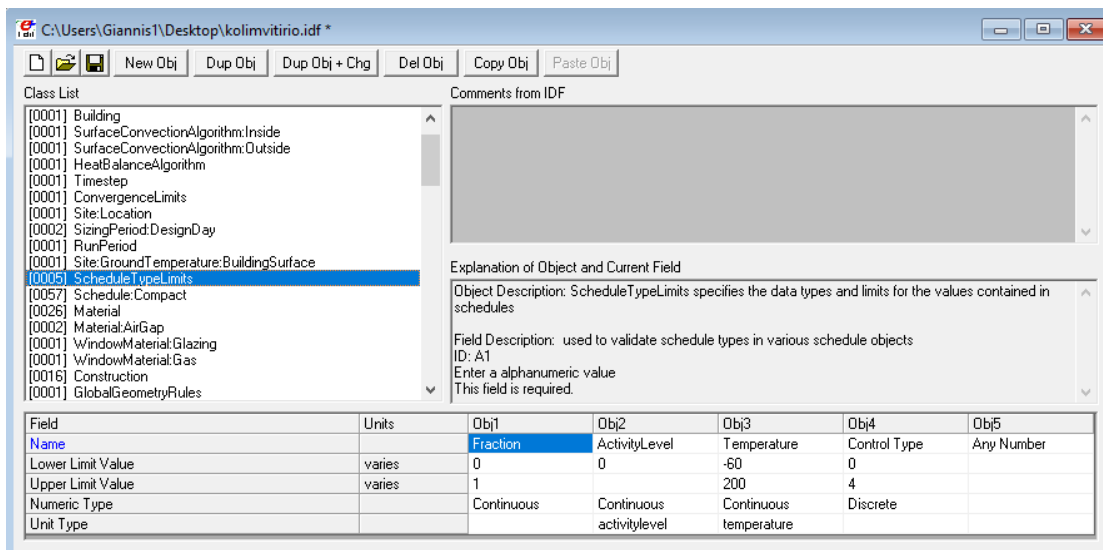 C:\Users\Giannis1\Desktop\kolimvitirio.idf *
New Obj Dup Obj Dup Obj + Chg Del Obj Copy Obj Paste Obj
Class List
[0001] Building
[0001] SurfaceConvectionAlgorithm:Inside
[0001] SurfaceConvectionAlgorithm:Outside
[0001] HeatBalanceAlgorithm
[0001] Timestep
[0001] ConvergenceLimits
[0001] Site:Location
[0002] SizingPeriod:DesignDay
[0001] RunPeriod
[0001] Site:GroundTemperature:BuildingSurface
[0005] ScheduleTypeLimits
[0057] Schedule:Compact
[0026] Material
[0002] Material:AirGap
[0001] WindowMaterial:Glazing
[0001] WindowMaterial:Gas
[0016] Construction
[0001] GlobalGeometryRules
Comments from IDF
Explanation of Object and Current Field
Object Description: ScheduleTypeLimits specifies the data types and limits for the values contained in
schedules
Field Description: used to validate schedule types in various schedule objects
ID: A1
Enter a alphanumeric value
This field is required.
Field Units Obj1 Obj2 Obj3 Obj4 Obj5
Name Fraction ActivityLevel Temperature Control Type Any Number
Lower Limit Value varies 0 0 -60 0
Upper Limit Value varies 1 200 4
Numeric Type Continuous Continuous Continuous Discrete
Unit Type activitylevel temperature